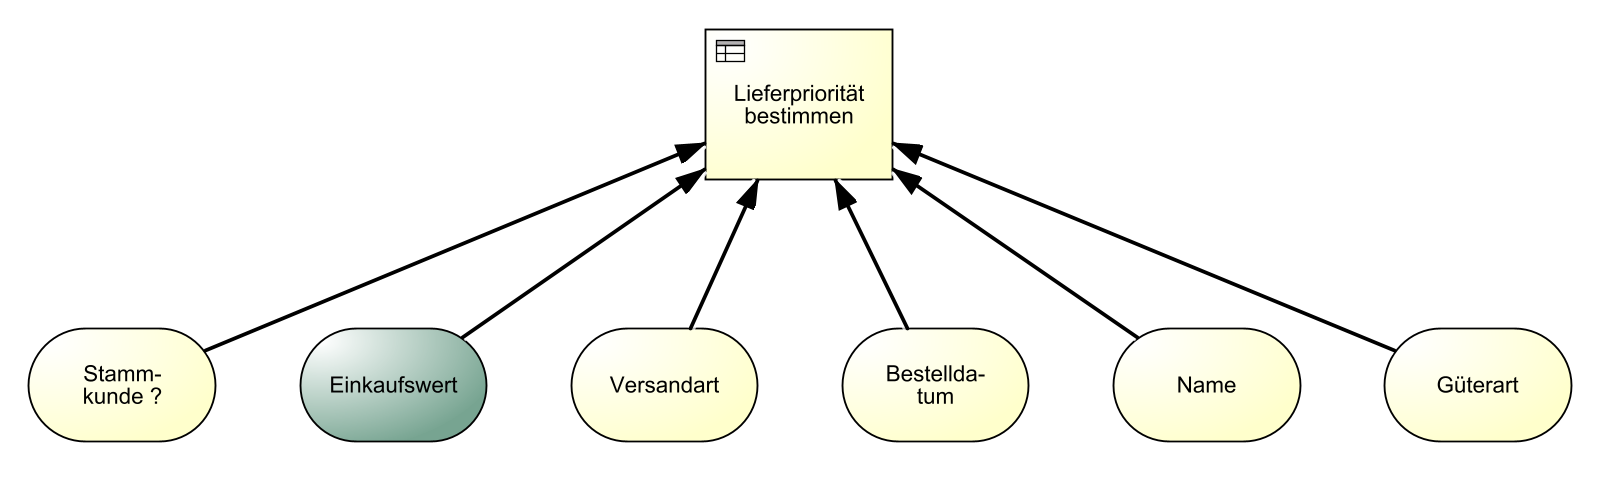 Lieferpriorität
bestimmen
Stamm-
kunde ?
Einkaufswert
Versandart
Bestellda-
tum
Name
Güterart